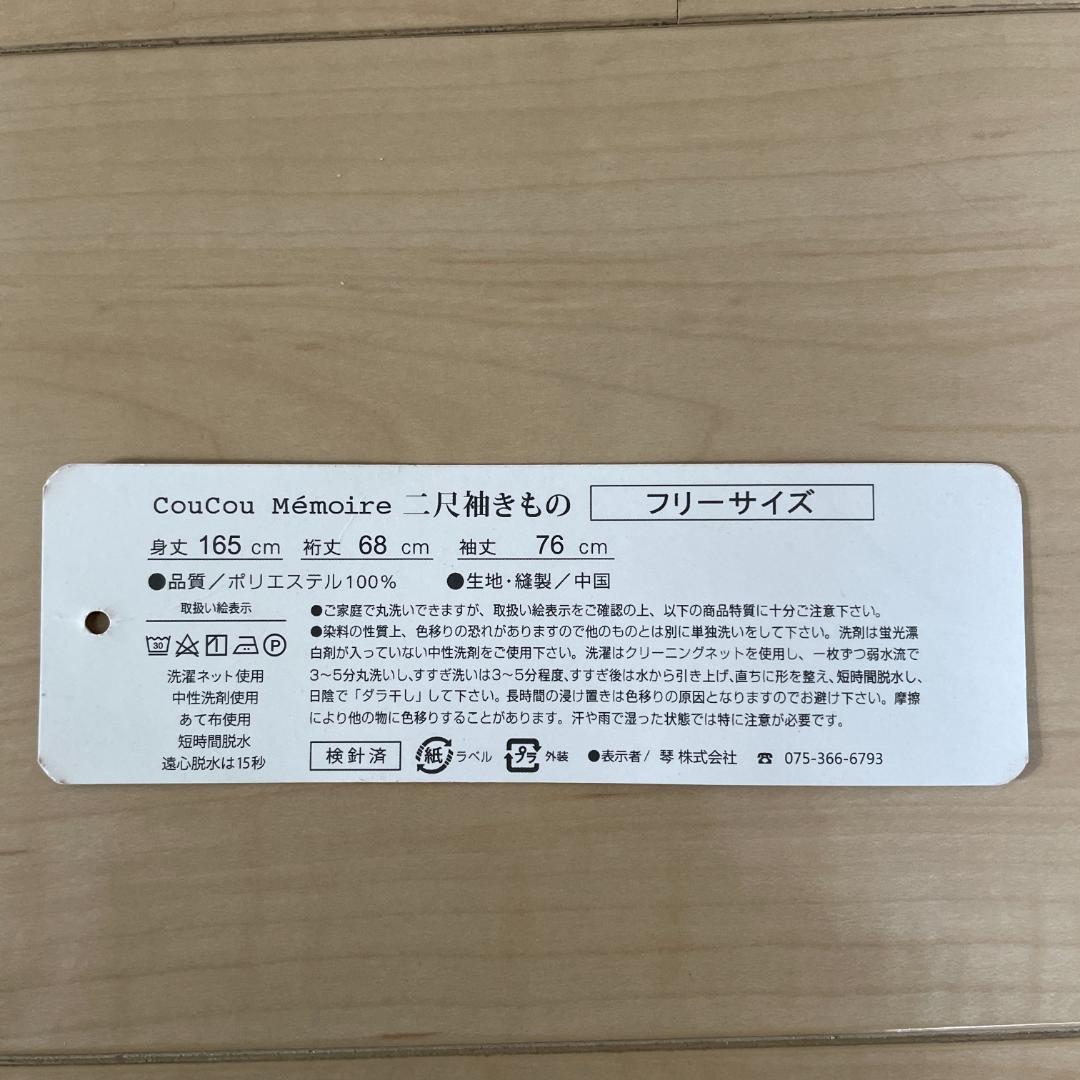 CouCou Mémoire 二尺袖きもの フリーサイズ
身丈 165 cm 裄丈 68 cm 袖丈 76 cm
●品質／ポリエステル100% ●生地・縫製／中国
取扱い絵表示
30 P
洗濯ネット使用
中性洗剤使用
あて布使用
短時間脱水
遠心脱水は15秒
●ご家庭で丸洗いできますが、取扱い絵表示をご確認の上、以下の商品特質に十分ご注意下さい。
●染料の性質上、色移りの恐れがありますので他のものとは別に単独洗いをして下さい。洗剤は蛍光漂
白剤が入っていない中性洗剤をご使用下さい。洗濯はクリーニングネットを使用し、一枚ずつ弱水流で
3〜5分丸洗いし、すすぎ洗いは3〜5分程度、すすぎ後は水から引き上げ、直ちに形を整え、短時間脱水し、
日陰で「ダラ干し」して下さい。長時間の浸け置きは色移りの原因となりますのでお避け下さい。摩擦
により他の物に色移りすることがあります。汗や雨で湿った状態では特に注意が必要です。
検針済 紙 ラベル プラ 外装 ●表示者/ 琴 株式会社 ☎ 075-366-6793